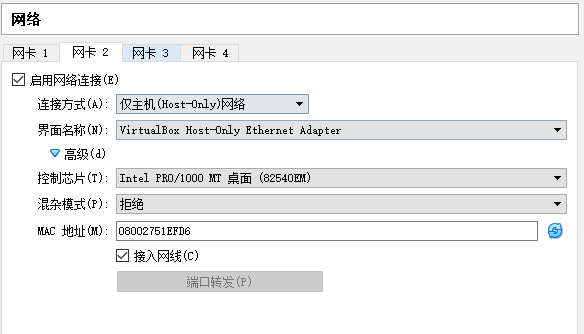 网络
网卡 1 网卡 2 网卡 3 网卡 4
启用网络连接(E)
连接方式(A): 仅主机(Host-Only)网络
界面名称(N): VirtualBox Host-Only Ethernet Adapter
高级(d)
控制芯片(T): Intel PRO/1000 MT 桌面 (82540EM)
混杂模式(P): 拒绝
MAC 地址(M): 08002751EFD6
接入网线(C)
端口转发(P)